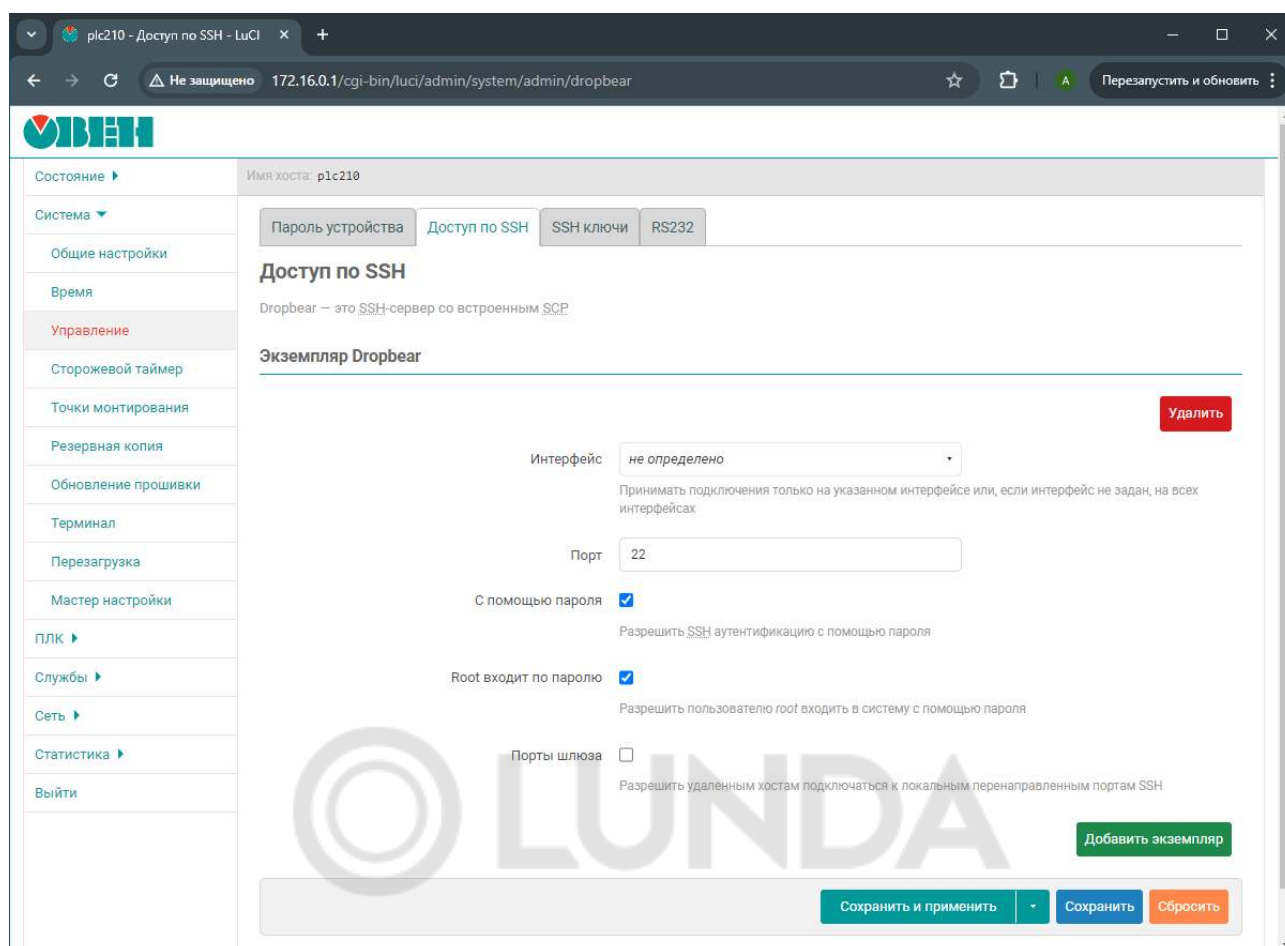 plc210 - Доступ по SSH - LuCI
Не защищено 172.16.0.1/cgi-bin/luci/admin/system/admin/dropbear A Перезапустить и обновить
ОВЕН
Состояние
Имя хоста: plc210
Система
Пароль устройства Доступ по SSH SSH ключи RS232
Общие настройки
Доступ по SSH
Время
Dropbear — это SSH-сервер со встроенным SCP
Управление
Экземпляр Dropbear
Сторожевой таймер
Точки монтирования
Удалить
Резервная копия
Интерфейс не определено
Обновление прошивки
Принимать подключения только на указанном интерфейсе или, если интерфейс не задан, на всех
интерфейсах
Терминал
Порт 22
Перезагрузка
Мастер настройки
С помощью пароля
ПЛК
Разрешить SSH аутентификацию с помощью пароля
Службы
Root входит по паролю
Сеть
Разрешить пользователю root входить в систему с помощью пароля
Статистика
Порты шлюза
Выйти
Разрешить удаленным хостам подключаться к локальным перенаправленным портам SSH
LUNDA
Добавить экземпляр
Сохранить и применить Сохранить Сбросить